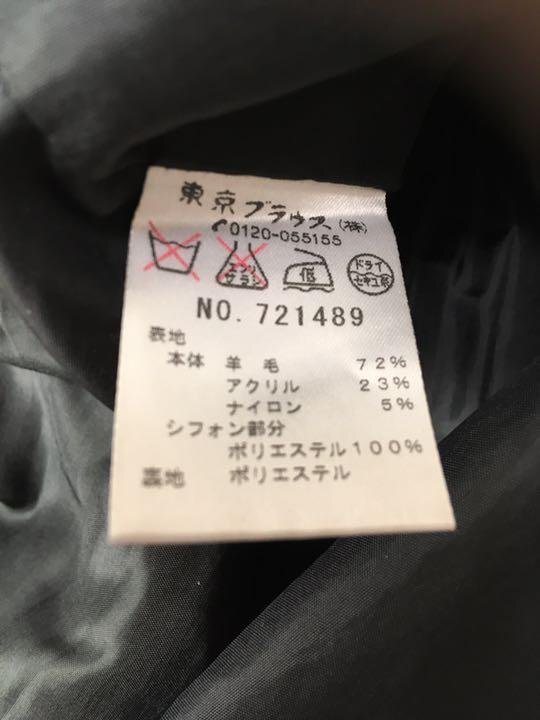 東京ブラウス(株)
0120-055155
エンソ サラシ 低 ドライ セキユ系
NO. 721489
表地
本体 羊毛 72%
アクリル 23%
ナイロン 5%
シフォン部分
ポリエステル100%
裏地 ポリエステル